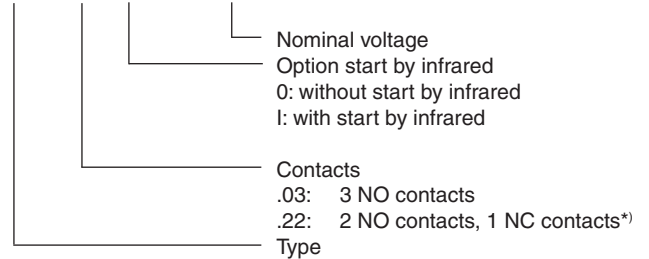 Nominal voltage
Option start by infrared
0: without start by infrared
I: with start by infrared
Contacts
.03: 3 NO contacts
.22: 2 NO contacts, 1 NC contacts*)
Type